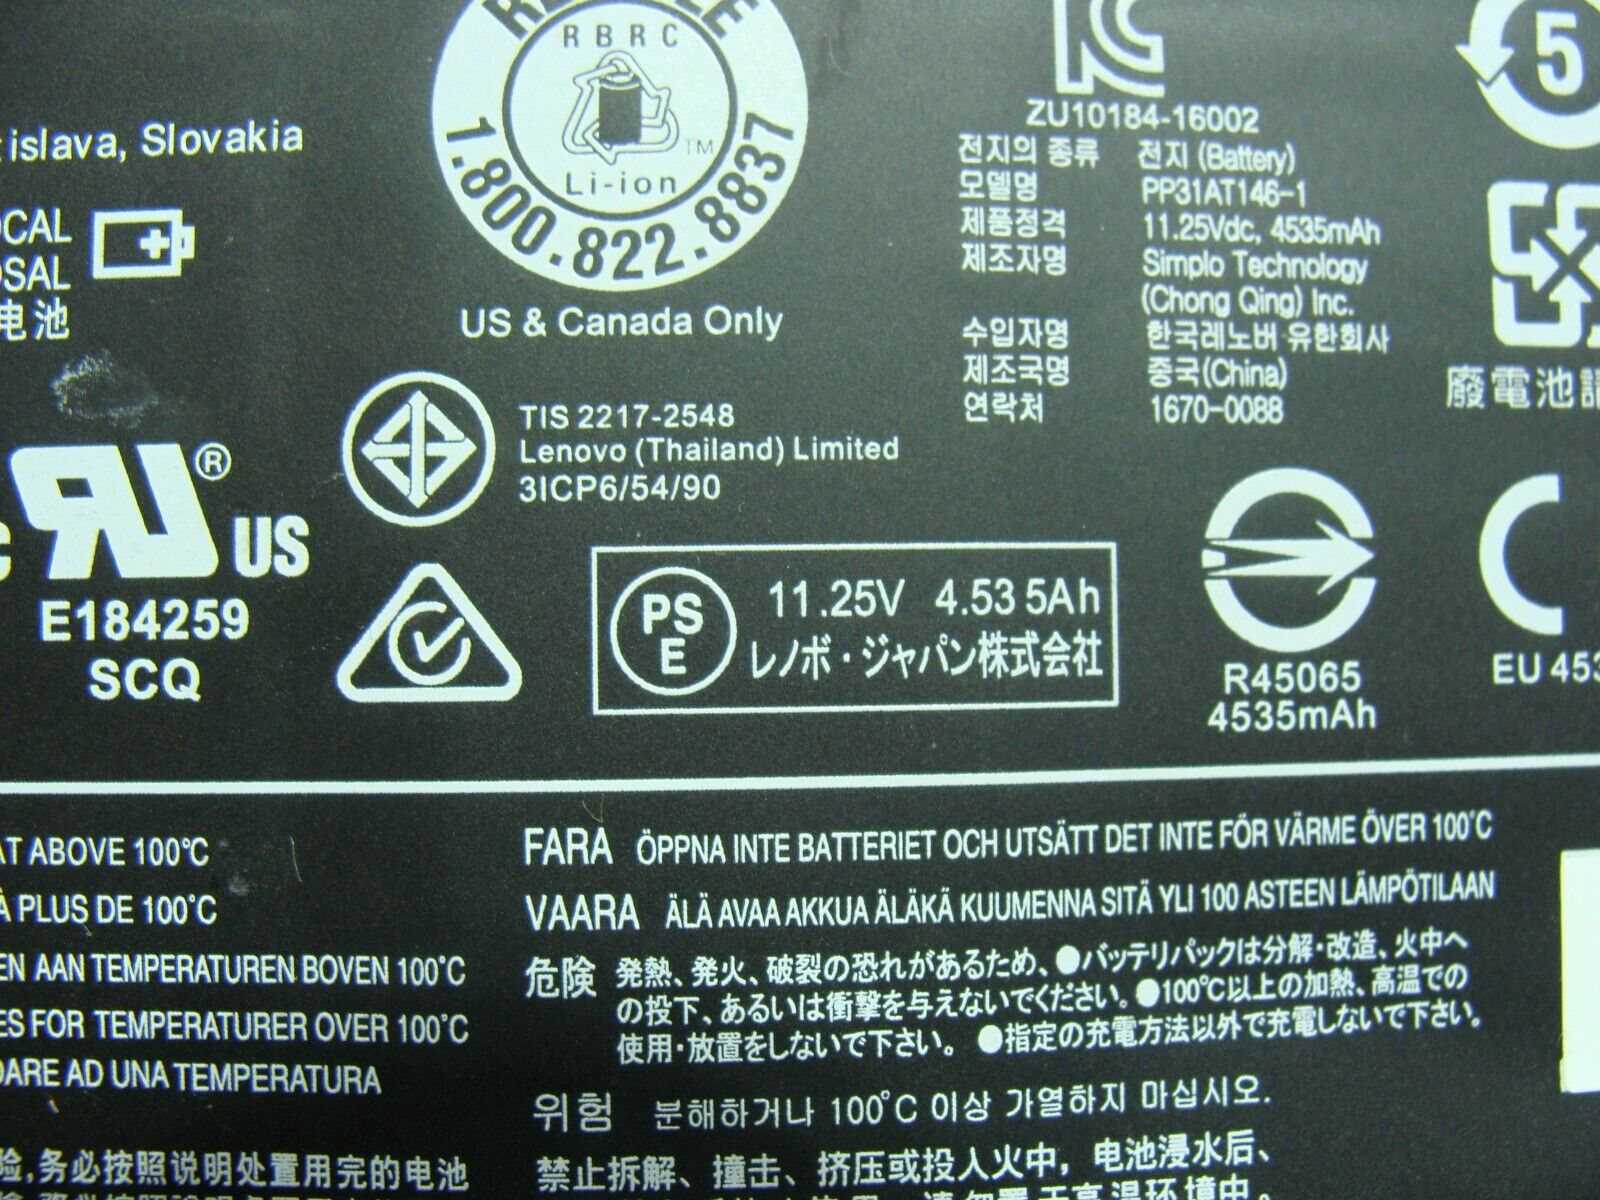 RBRC
TM
Li-ion
1.800.822.8837
US & Canada Only
islava, Slovakia
电池
ZU10184-16002
전지의 종류 전지 (Battery)
모델명 PP31AT146-1
제품정격 11.25Vdc, 4535mAh
제조자명 Simplo Technology
(Chong Qing) Inc.
수입자명 한국레노버 유한회사
제조국명 중국(China)
연락처 1670-0088
5
廢電池請
RU ® US
E184259
SCQ
TIS 2217-2548
Lenovo (Thailand) Limited
3ICP6/54/90
PS
E
11.25V 4.535Ah
レノボ・ジャパン株式会社
R45065
4535mAh
EU 453
AT ABOVE 100°C
À PLUS DE 100°C
EN AAN TEMPERATUREN BOVEN 100°C
ES FOR TEMPERATURER OVER 100°C
DARE AD UNA TEMPERATURA
FARA ÖPPNA INTE BATTERIET OCH UTSÄTT DET INTE FÖR VÄRME ÖVER 100°C
VAARA ÄLÄ AVAA AKKUA ÄLÄKÄ KUUMENNA SITÄ YLI 100 ASTEEN LÄMPÖTILAAN
危険 発熱、発火、破裂の恐れがあるため、●バッテリパックは分解・改造、火中へ
の投下、あるいは衝撃を与えないでください。●100°C以上の加熱、高温での
使用・放置をしないで下さい。 ●指定の充電方法以外で充電しないで下さい。
위험 분해하거나 100°C 이상 가열하지 마십시오.
险,务必按照说明处置用完的电池
禁止拆解、撞击、挤压或投入火中，电池浸水后、